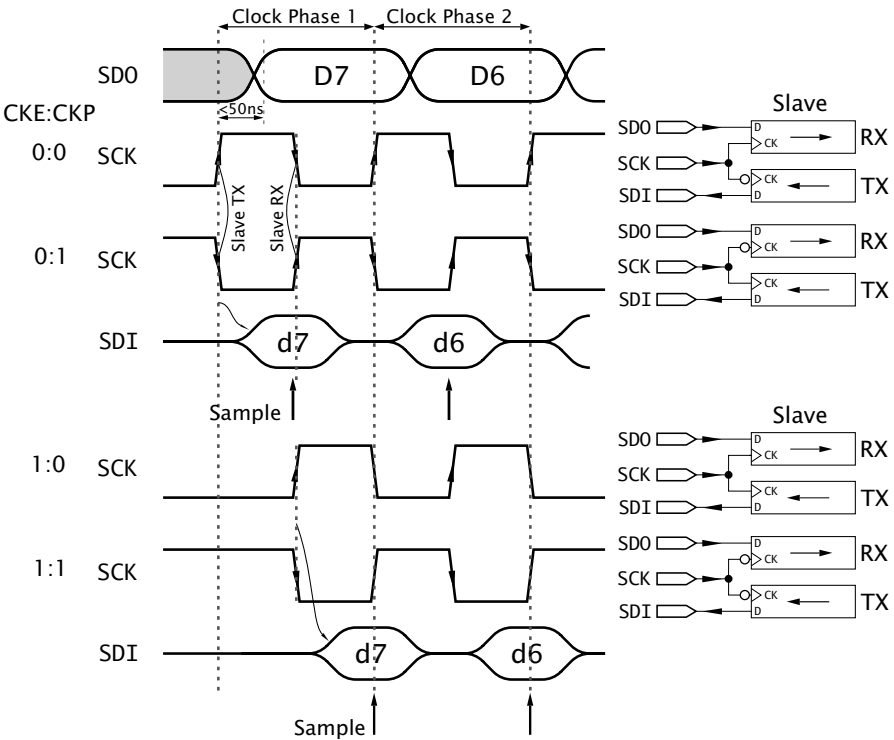 Clock Phase 1 Clock Phase 2
SDO D7 D6
<50ns
CKE:CKP
0:0 SCK
Slave TX
Slave RX
0:1 SCK
SDI d7 d6
Sample
1:0 SCK
1:1 SCK
SDI d7 d6
Sample
Slave
SDO D RX
CK
SCK
CK TX
SDI D
SDO D RX
CK
SCK
CK TX
SDI D
Slave
SDO D RX
CK
SCK
CK TX
SDI D
SDO D RX
CK
SCK
CK TX
SDI D